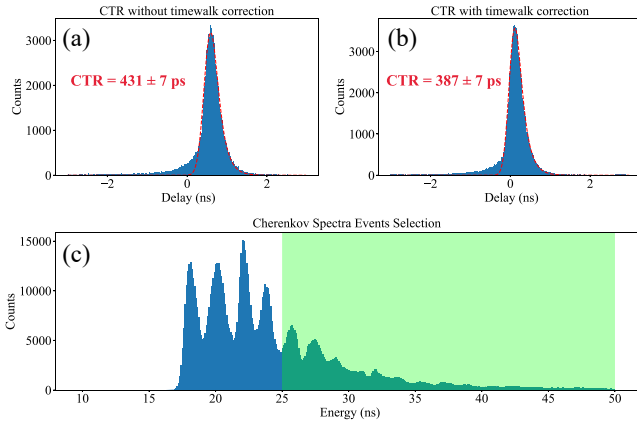 CTR without timewalk correction
(a)
CTR = 431 ± 7 ps
Counts
3000
2000
1000
0
−2
0
2
Delay (ns)
CTR with timewalk correction
(b)
CTR = 387 ± 7 ps
Counts
3000
2000
1000
0
−2
0
2
Delay (ns)
Cherenkov Spectra Events Selection
(c)
Counts
15000
10000
5000
0
10
15
20
25
30
35
40
45
50
Energy (ns)